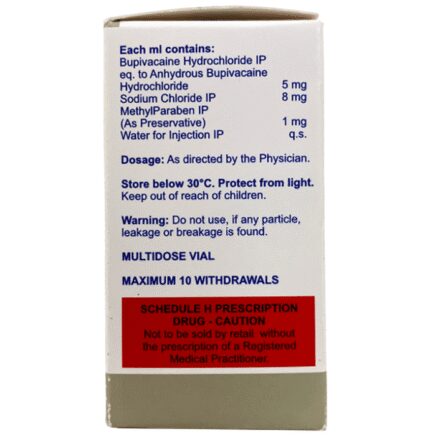 Each ml contains:
Bupivacaine Hydrochloride IP
eq. to Anhydrous Bupivacaine
Hydrochloride 5 mg
Sodium Chloride IP 8 mg
MethylParaben IP
(As Preservative) 1 mg
Water for Injection IP q.s.
Dosage: As directed by the Physician.
Store below 30°C. Protect from light.
Keep out of reach of children.
Warning: Do not use, if any particle,
leakage or breakage is found.
MULTIDOSE VIAL
MAXIMUM 10 WITHDRAWALS
SCHEDULE H PRESCRIPTION
DRUG - CAUTION
Not to be sold by retail, without
the prescription of a Registered
Medical Practitioner.